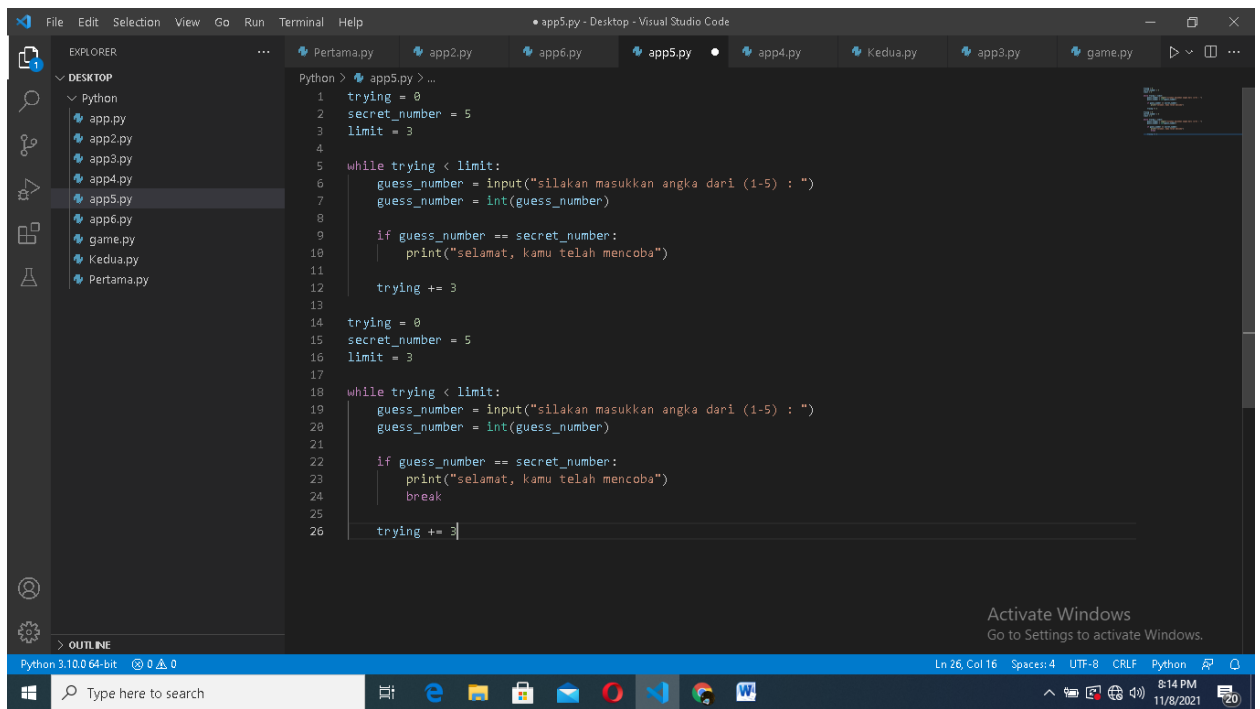 File Edit Selection View Go Run Terminal Help ● app5.py - Desktop - Visual Studio Code
EXPLORER ...
DESKTOP
Python
app.py
app2.py
app3.py
app4.py
app5.py
app6.py
game.py
Kedua.py
Pertama.py
OUTLINE
1
Pertama.py app2.py app6.py app5.py ● app4.py Kedua.py app3.py game.py ...
Python > app5.py > ...
1 trying = 0
2 secret_number = 5
3 limit = 3
4
5 while trying < limit:
6 guess_number = input("silakan masukkan angka dari (1-5) : ")
7 guess_number = int(guess_number)
8
9 if guess_number == secret_number:
10 print("selamat, kamu telah mencoba")
11
12 trying += 3
13
14 trying = 0
15 secret_number = 5
16 limit = 3
17
18 while trying < limit:
19 guess_number = input("silakan masukkan angka dari (1-5) : ")
20 guess_number = int(guess_number)
21
22 if guess_number == secret_number:
23 print("selamat, kamu telah mencoba")
24 break
25
26 trying += 3
Activate Windows
Go to Settings to activate Windows.
Python 3.10.0 64-bit 0 0 Ln 26, Col 16 Spaces: 4 UTF-8 CRLF Python
Type here to search
8:14 PM
11/8/2021
20